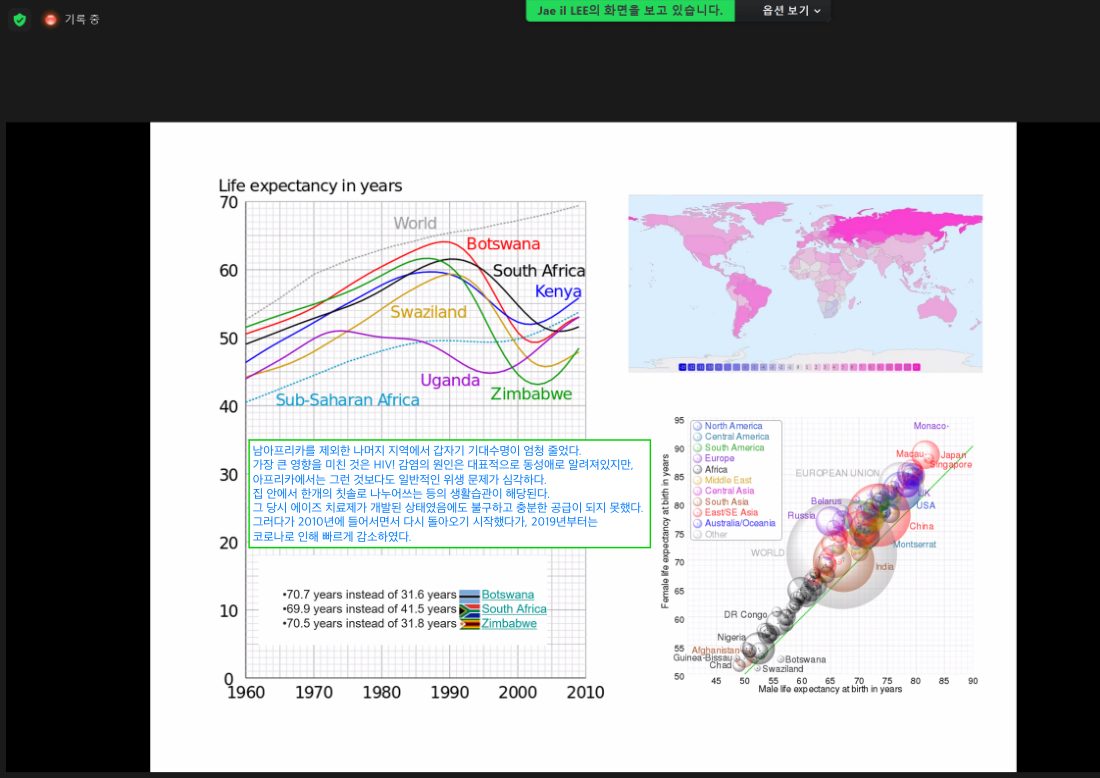 기록 중
Jae il LEE의 화면을 보고 있습니다.
옵션 보기
Life expectancy in years
70
60
50
40
30
20
10
0
1960
1970
1980
1990
2000
2010
World
Botswana
South Africa
Kenya
Swaziland
Uganda
Zimbabwe
Sub-Saharan Africa
남아프리카를 제외한 나머지 지역에서 갑자기 기대수명이 엄청 줄었다.
가장 큰 영향을 미친 것은 HIV! 감염의 원인은 대표적으로 동성애로 알려져있지만,
아프리카에서는 그런 것보다도 일반적인 위생 문제가 심각하다.
집 안에서 한개의 칫솔로 나누어쓰는 등의 생활습관이 해당된다.
그 당시 에이즈 치료제가 개발된 상태였음에도 불구하고 충분한 공급이 되지 못했다.
그러다가 2010년에 들어서면서 다시 돌아오기 시작했다가, 2019년부터는
코로나로 인해 빠르게 감소하였다.
•70.7 years instead of 31.6 years Botswana
•69.9 years instead of 41.5 years South Africa
•70.5 years instead of 31.8 years Zimbabwe
Female life expectancy at birth in years
95
90
85
80
75
70
65
60
55
50
North America
Central America
South America
Europe
Africa
Middle East
Central Asia
South Asia
East/SE Asia
Australia/Oceania
Other
Monaco
Macau
Japan
Singapore
EUROPEAN UNION
UK
USA
Belarus
Russia
China
Montserrat
WORLD
India
DR Congo
Nigeria
Afghanistan
Guinea-Bissau
Chad
Botswana
Swaziland
45
50
55
60
65
70
75
80
85
90
Male life expectancy at birth in years